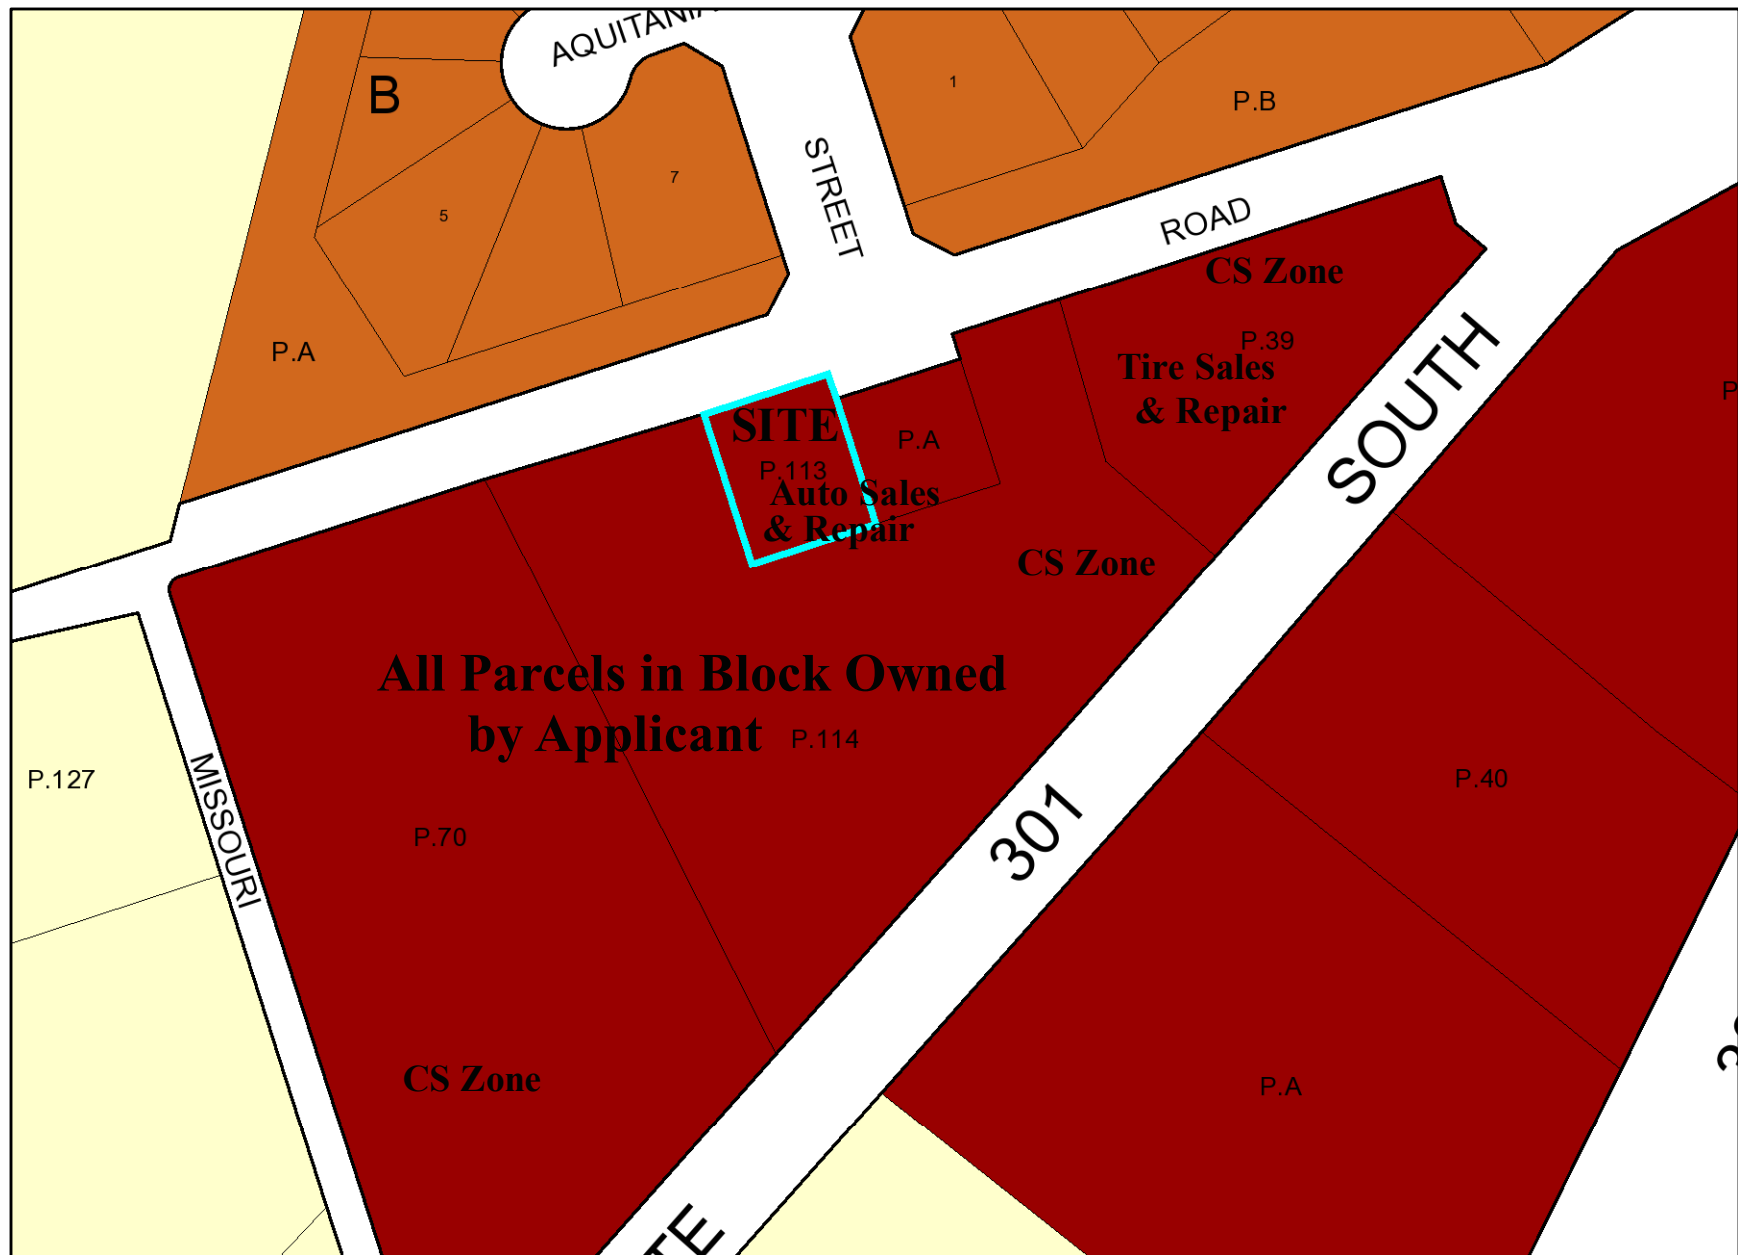 AQUITANIA
B
1
P.B
STREET
7
5
ROAD
CS Zone
P.A
P.39
Tire Sales
& Repair
SOUTH
P
SITE
P.A
P.113
Auto Sales
& Repair
CS Zone
All Parcels in Block Owned
by Applicant
P.114
P.127
MISSOURI
P.70
301
P.40
CS Zone
P.A
TE